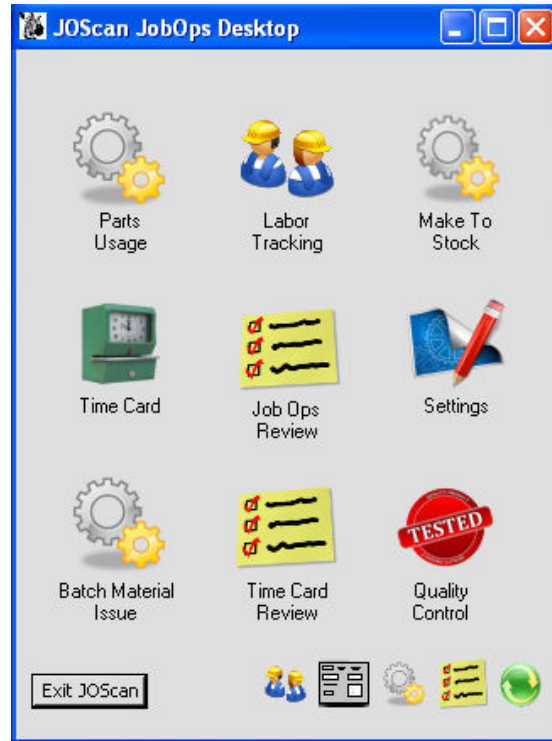 JOScan JobOps Desktop
Parts
Usage
Labor
Tracking
Make To
Stock
Time Card
Job Ops
Review
Settings
TESTED
Batch Material
Issue
Time Card
Review
Quality
Control
Exit JOScan